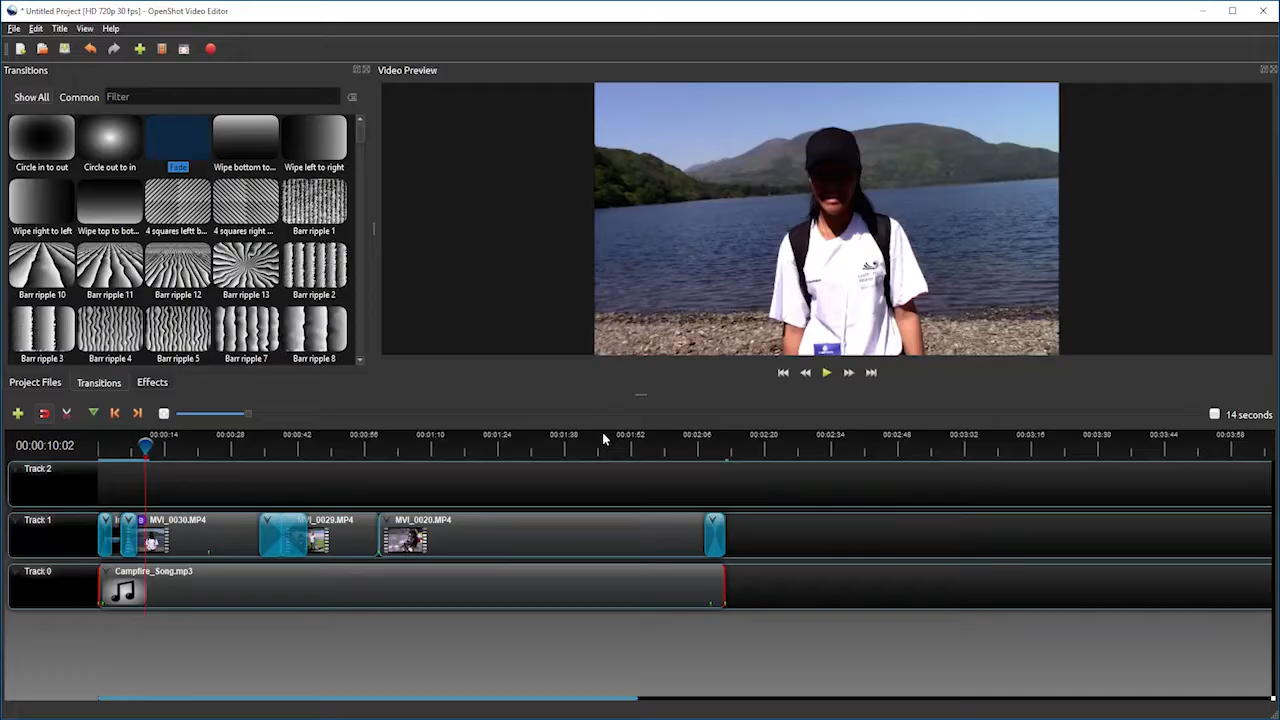 * Untitled Project [HD 720p 30 fps] - OpenShot Video Editor
File Edit Title View Help
Transitions
Video Preview
Show All Common Filter
Circle in to out Circle out to in Fade Wipe bottom to... Wipe left to right
Wipe right to left Wipe top to bot... 4 squares leftt b... 4 squares right ... Barr ripple 1
Barr ripple 10 Barr ripple 11 Barr ripple 12 Barr ripple 13 Barr ripple 2
Barr ripple 3 Barr ripple 4 Barr ripple 5 Barr ripple 7 Barr ripple 8
Project Files Transitions Effects
14 seconds
00:00:10:02
00:00:14 00:00:28 00:00:42 00:00:56 00:01:10 00:01:24 00:01:38 00:01:52 00:02:06 00:02:20 00:02:34 00:02:48 00:03:02 00:03:16 00:03:30 00:03:44 00:03:58
Track 2
Track 1 MVI_0030.MP4 MVI_0029.MP4 MVI_0020.MP4
Track 0 Campfire_Song.mp3